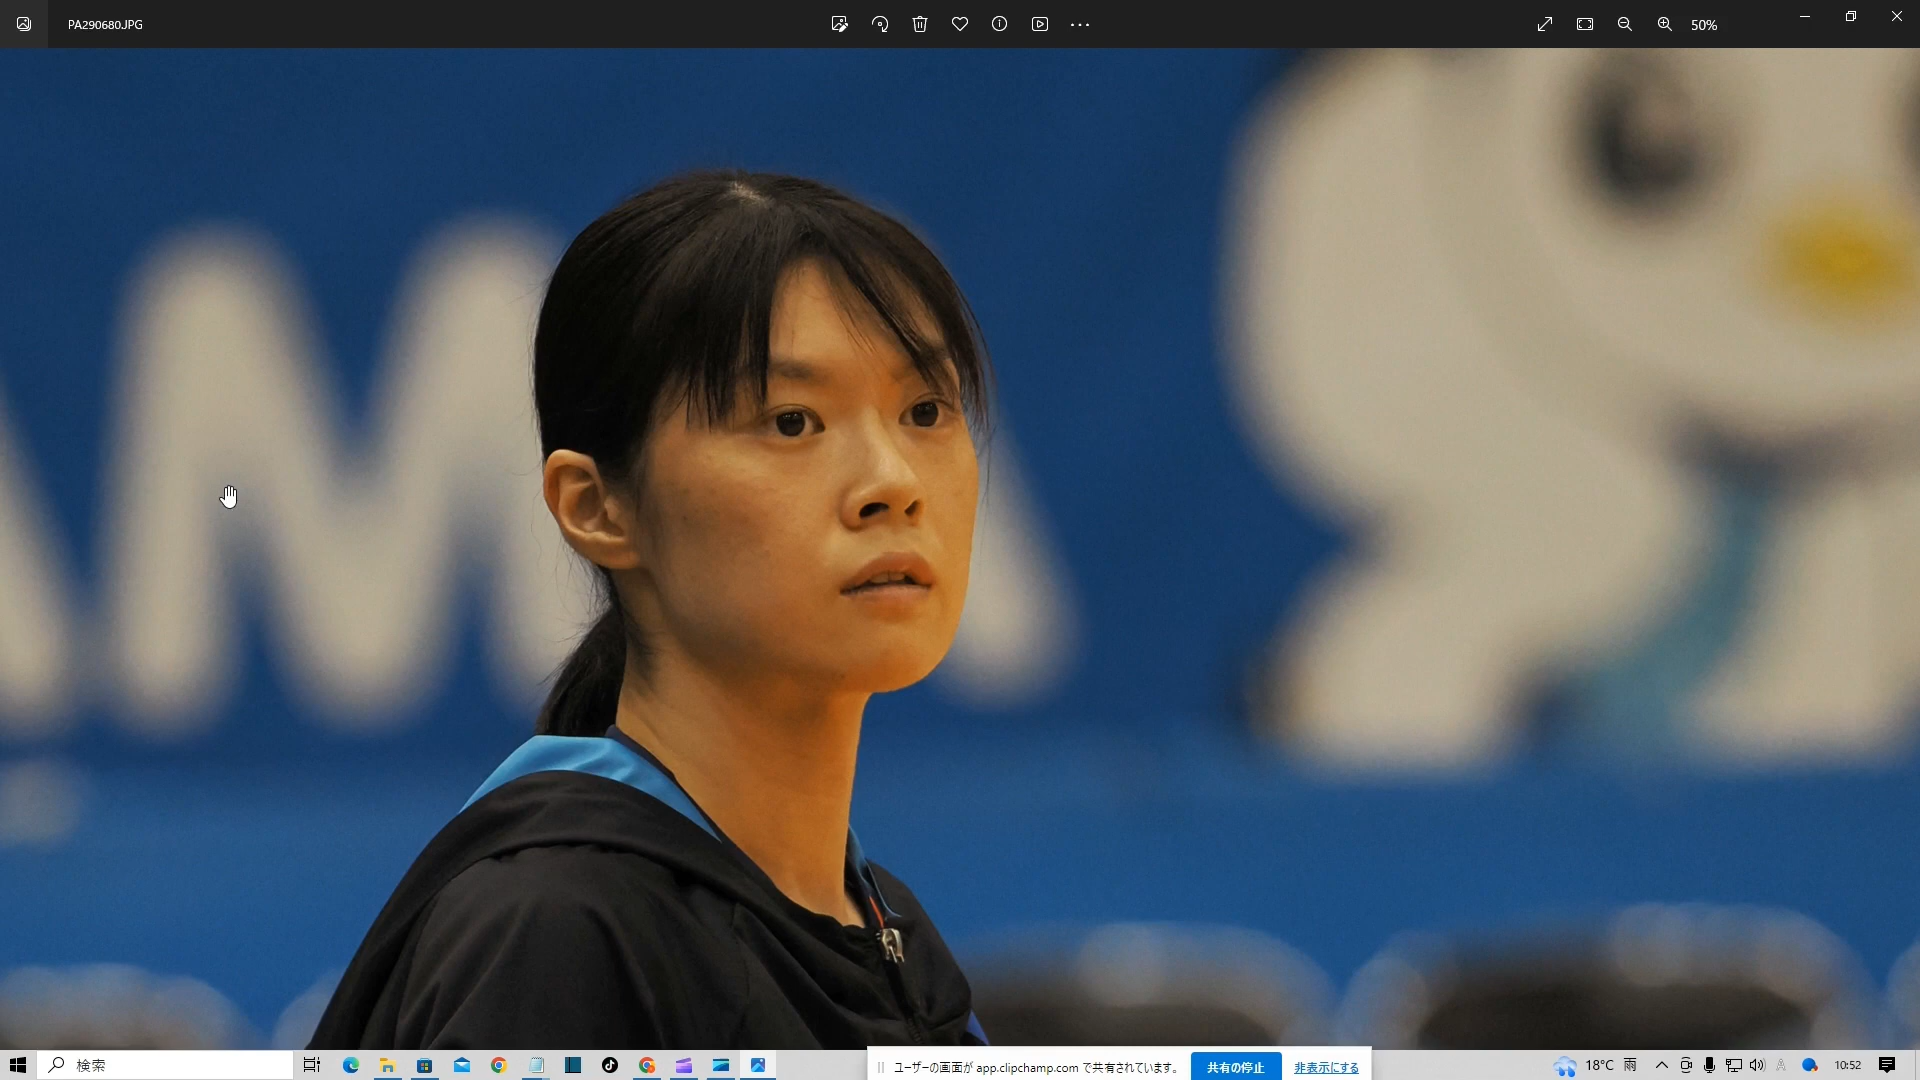 PA290680.JPG
50%
AMA
検索
ユーザーの画面が app.clipchamp.com で共有されています。
共有の停止
非表示にする
18°C 雨
A
10:52